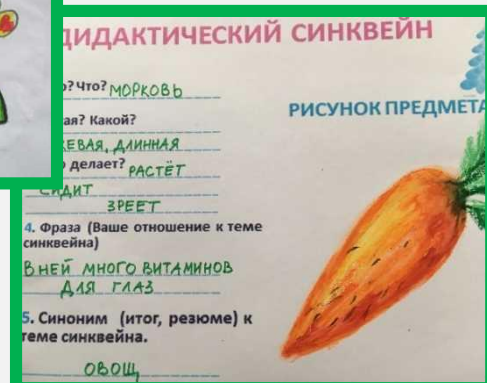 ДИДАКТИЧЕСКИЙ СИНКВЕЙН
Что? МОРКОВЬ
РИСУНОК ПРЕДМЕТА
Какой?
ДЛИННАЯ
делает? РАСТЁТ
СИДИТ
ЗРЕЕТ
4. Фраза (Ваше отношение к теме
синквейна)
В НЕЙ МНОГО ВИТАМИНОВ
ДЛЯ ГЛАЗ
5. Синоним (итог, резюме) к
теме синквейна.
ОВОЩ